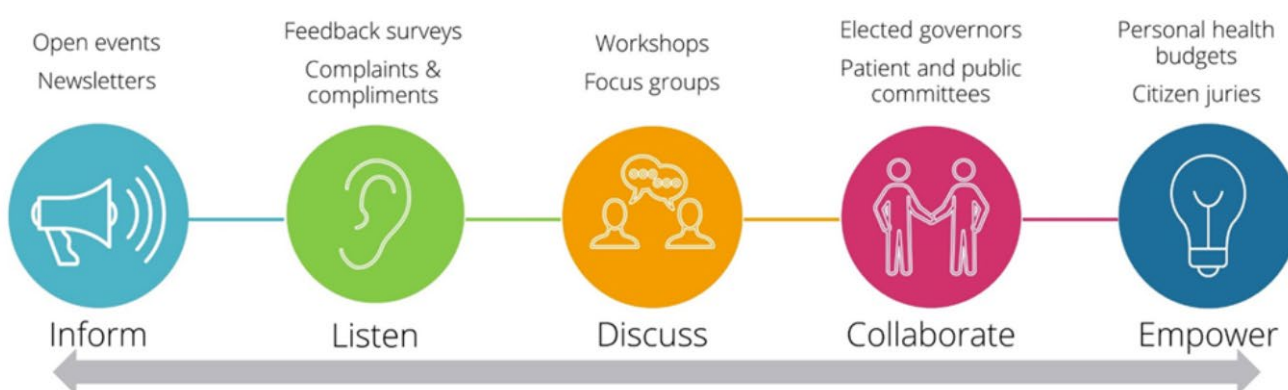 Open events
Newsletters
Feedback surveys
Complaints &
compliments
Workshops
Focus groups
Elected governors
Patient and public
committees
Personal health
budgets
Citizen juries
Inform
Listen
Discuss
Collaborate
Empower